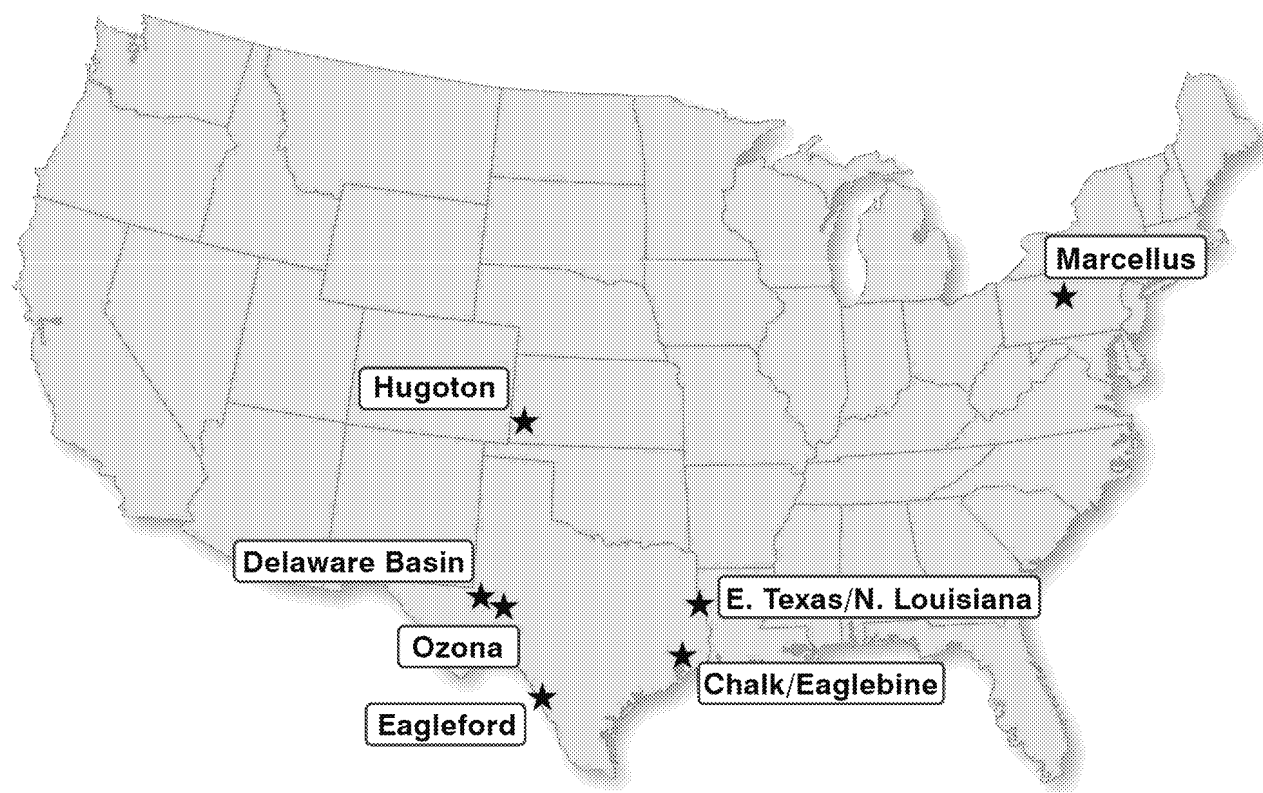 Marcellus
Hugoton
Delaware Basin
E. Texas/N. Louisiana
Ozona
Chalk/Eaglebine
Eagleford